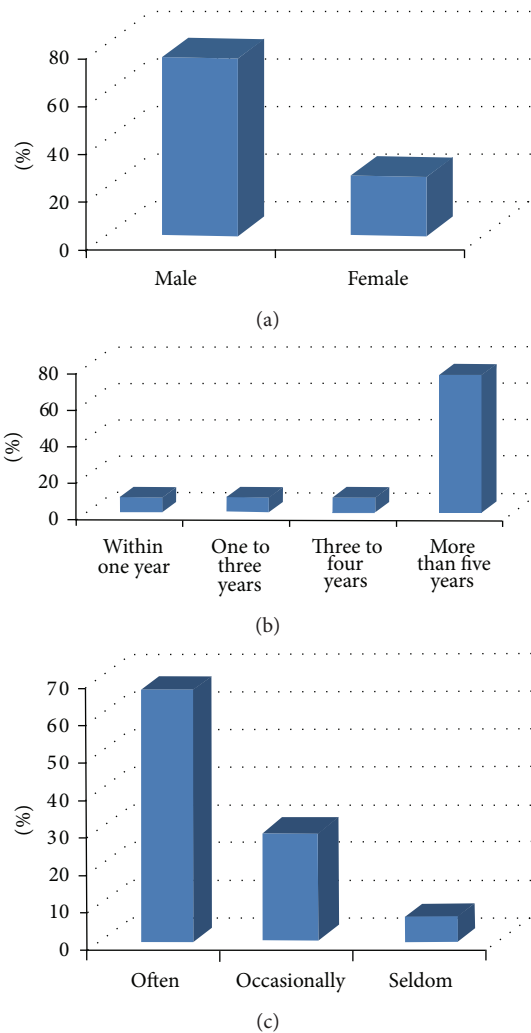 80
60
40
20
0
(%)
Male Female
(a)
80
60
40
20
0
(%)
Within
one year
One to
three
years
Three to
four
years
More
than five
years
(b)
70
60
50
40
30
20
10
0
(%)
Often Occasionally Seldom
(c)